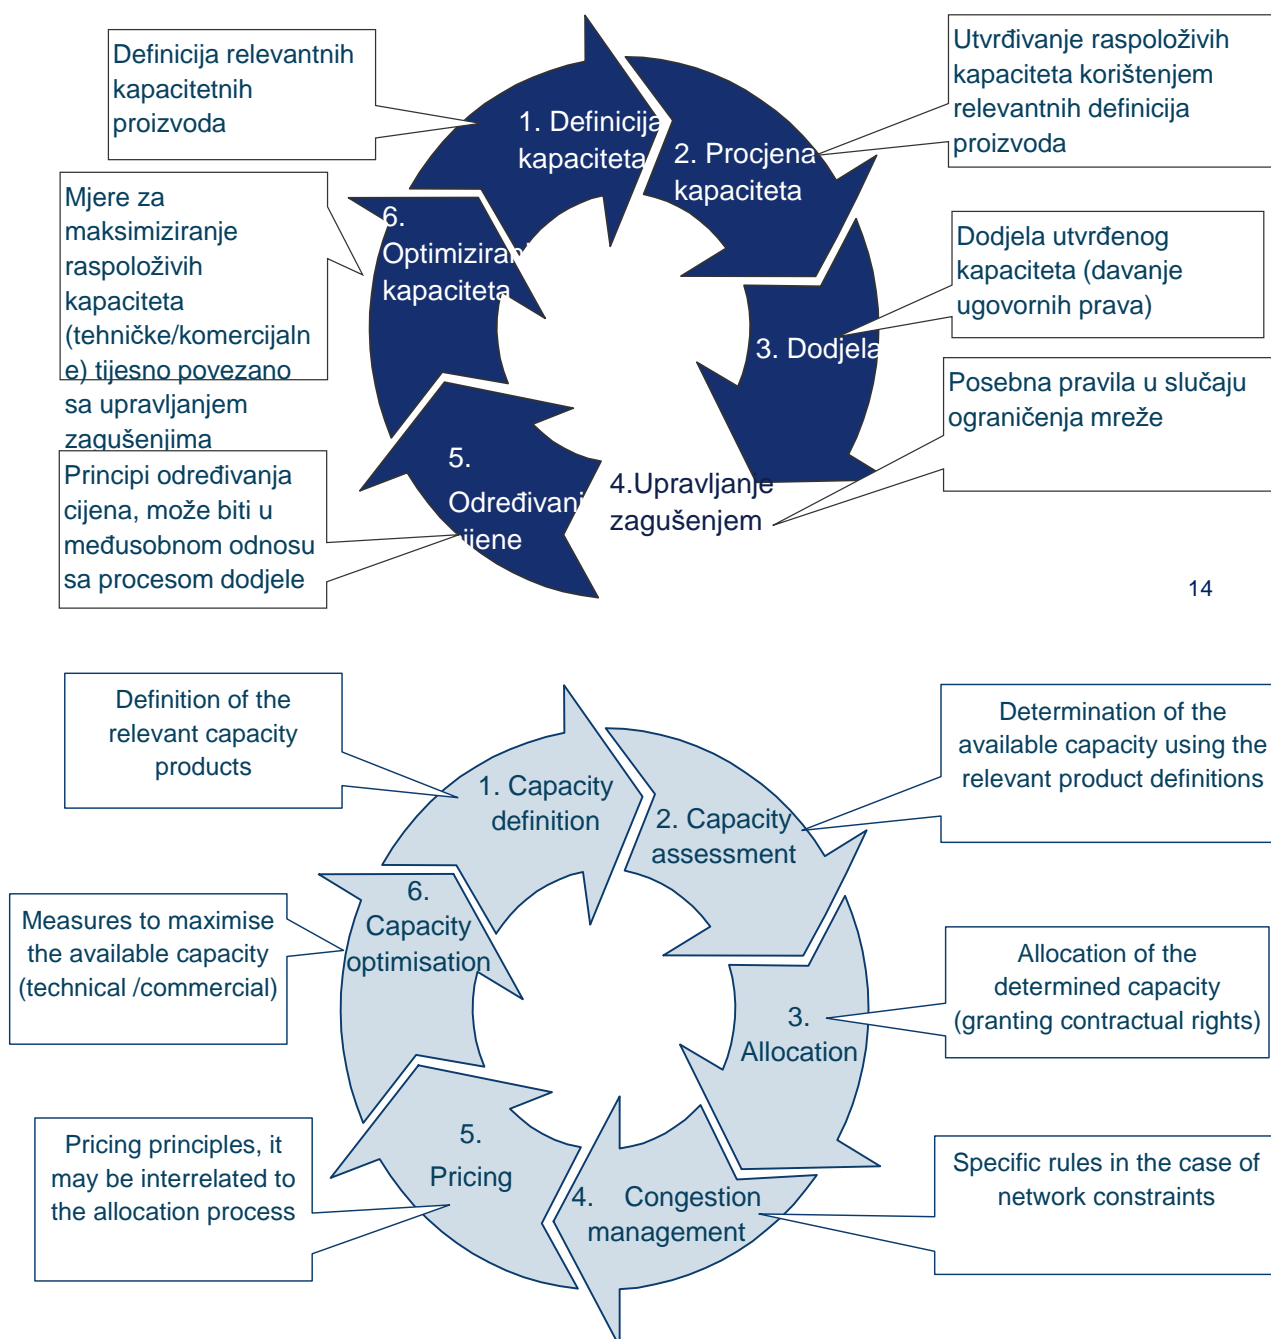 Definicija relevantnih
kapacitetnih
proizvoda
1. Definicija
kapaciteta
Utvrđivanje raspoloživih
kapaciteta korištenjem
relevantnih definicija
proizvoda
2. Procjena
kapaciteta
Mjere za
maksimiziranje
raspoloživih
kapaciteta
(tehničke/komercijaln
e) tijesno povezano
sa upravljanjem
zagušenjima
6.
Optimiziranj
kapaciteta
Dodjela utvrđenog
kapaciteta (davanje
ugovornih prava)
3. Dodjela
Posebna pravila u slučaju
ograničenja mreže
Principi određivanja
cijena, može biti u
međusobnom odnosu
sa procesom dodjele
5.
Određivanj
cijene
4.Upravljanje
zagušenjem
14
Definition of the
relevant capacity
products
1. Capacity
definition
Determination of the
available capacity using the
relevant product definitions
2. Capacity
assessment
Measures to maximise
the available capacity
(technical /commercial)
6.
Capacity
optimisation
Allocation of the
determined capacity
(granting contractual rights)
3.
Allocation
Pricing principles, it
may be interrelated to
the allocation process
5.
Pricing
4. Congestion
management
Specific rules in the case of
network constraints